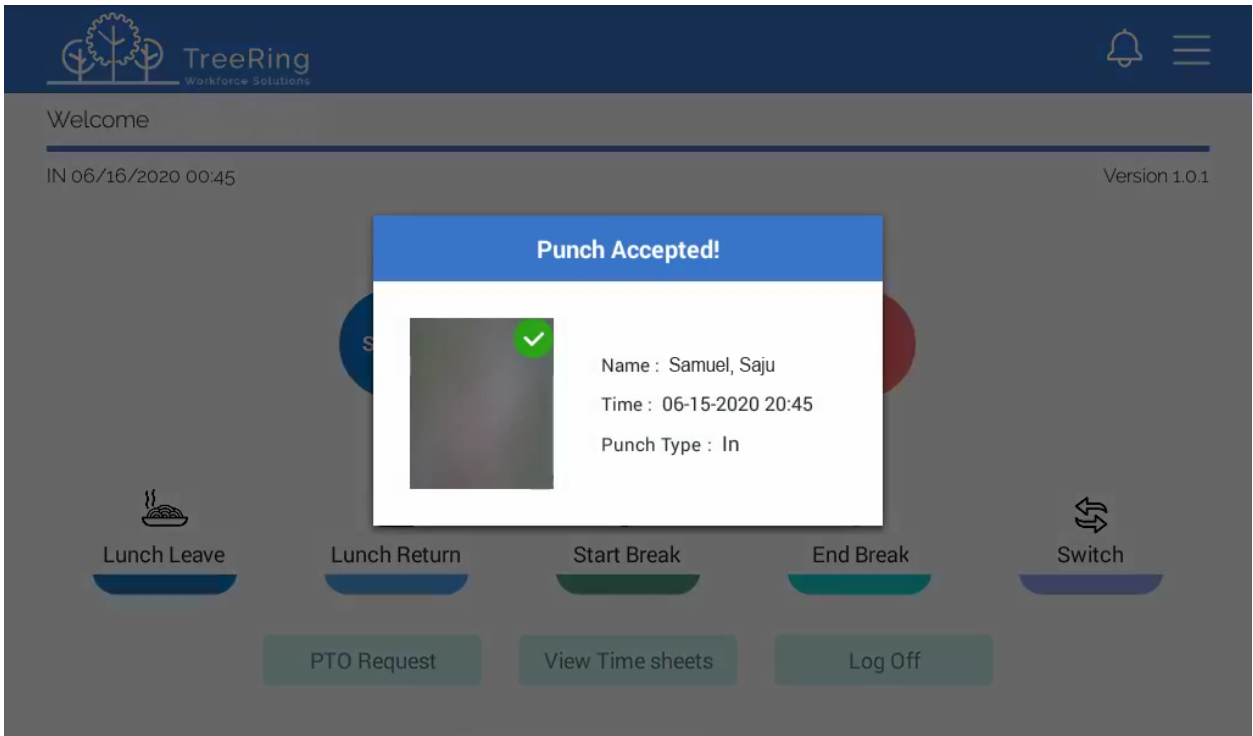 TreeRing
Workforce Solutions
Welcome
IN 06/16/2020 00:45
Version 1.0.1
Punch Accepted!
Name : Samuel, Saju
Time : 06-15-2020 20:45
Punch Type : In
Lunch Leave
Lunch Return
Start Break
End Break
Switch
PTO Request
View Time sheets
Log Off